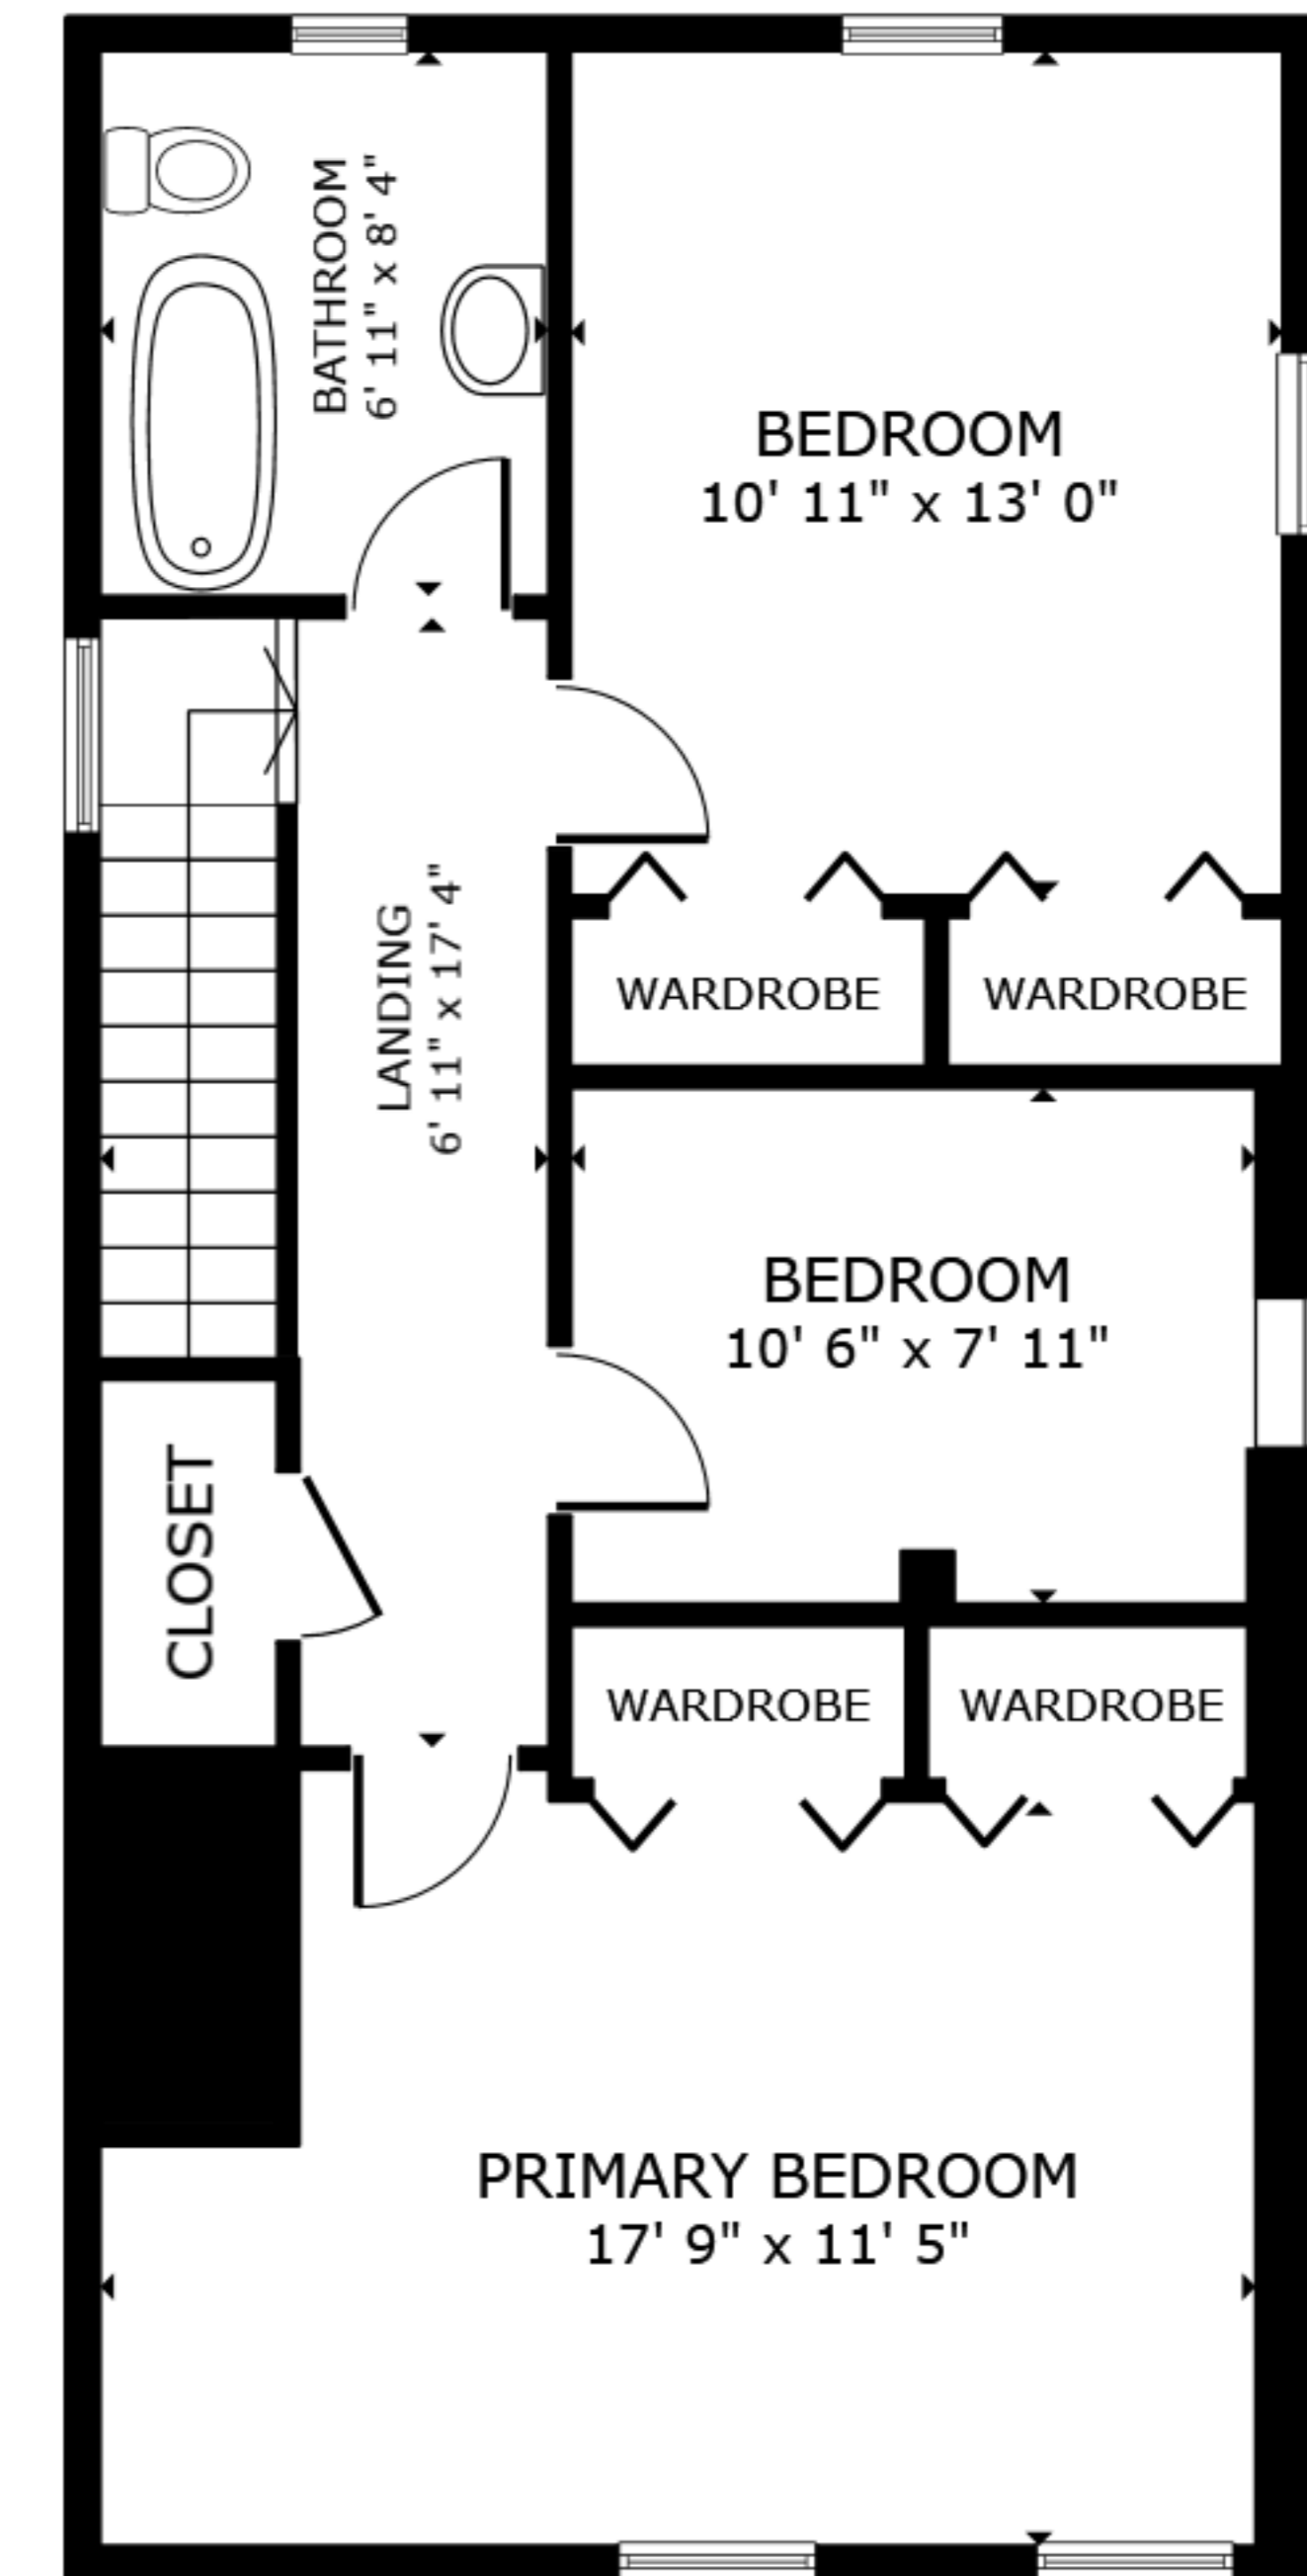 BATHROOM
6' 11" x 8' 4"
BEDROOM
10' 11" x 13' 0"
LANDING
6' 11" x 17' 4"
WARDROBE
WARDROBE
BEDROOM
10' 6" x 7' 11"
CLOSET
WARDROBE
WARDROBE
PRIMARY BEDROOM
17' 9" x 11' 5"